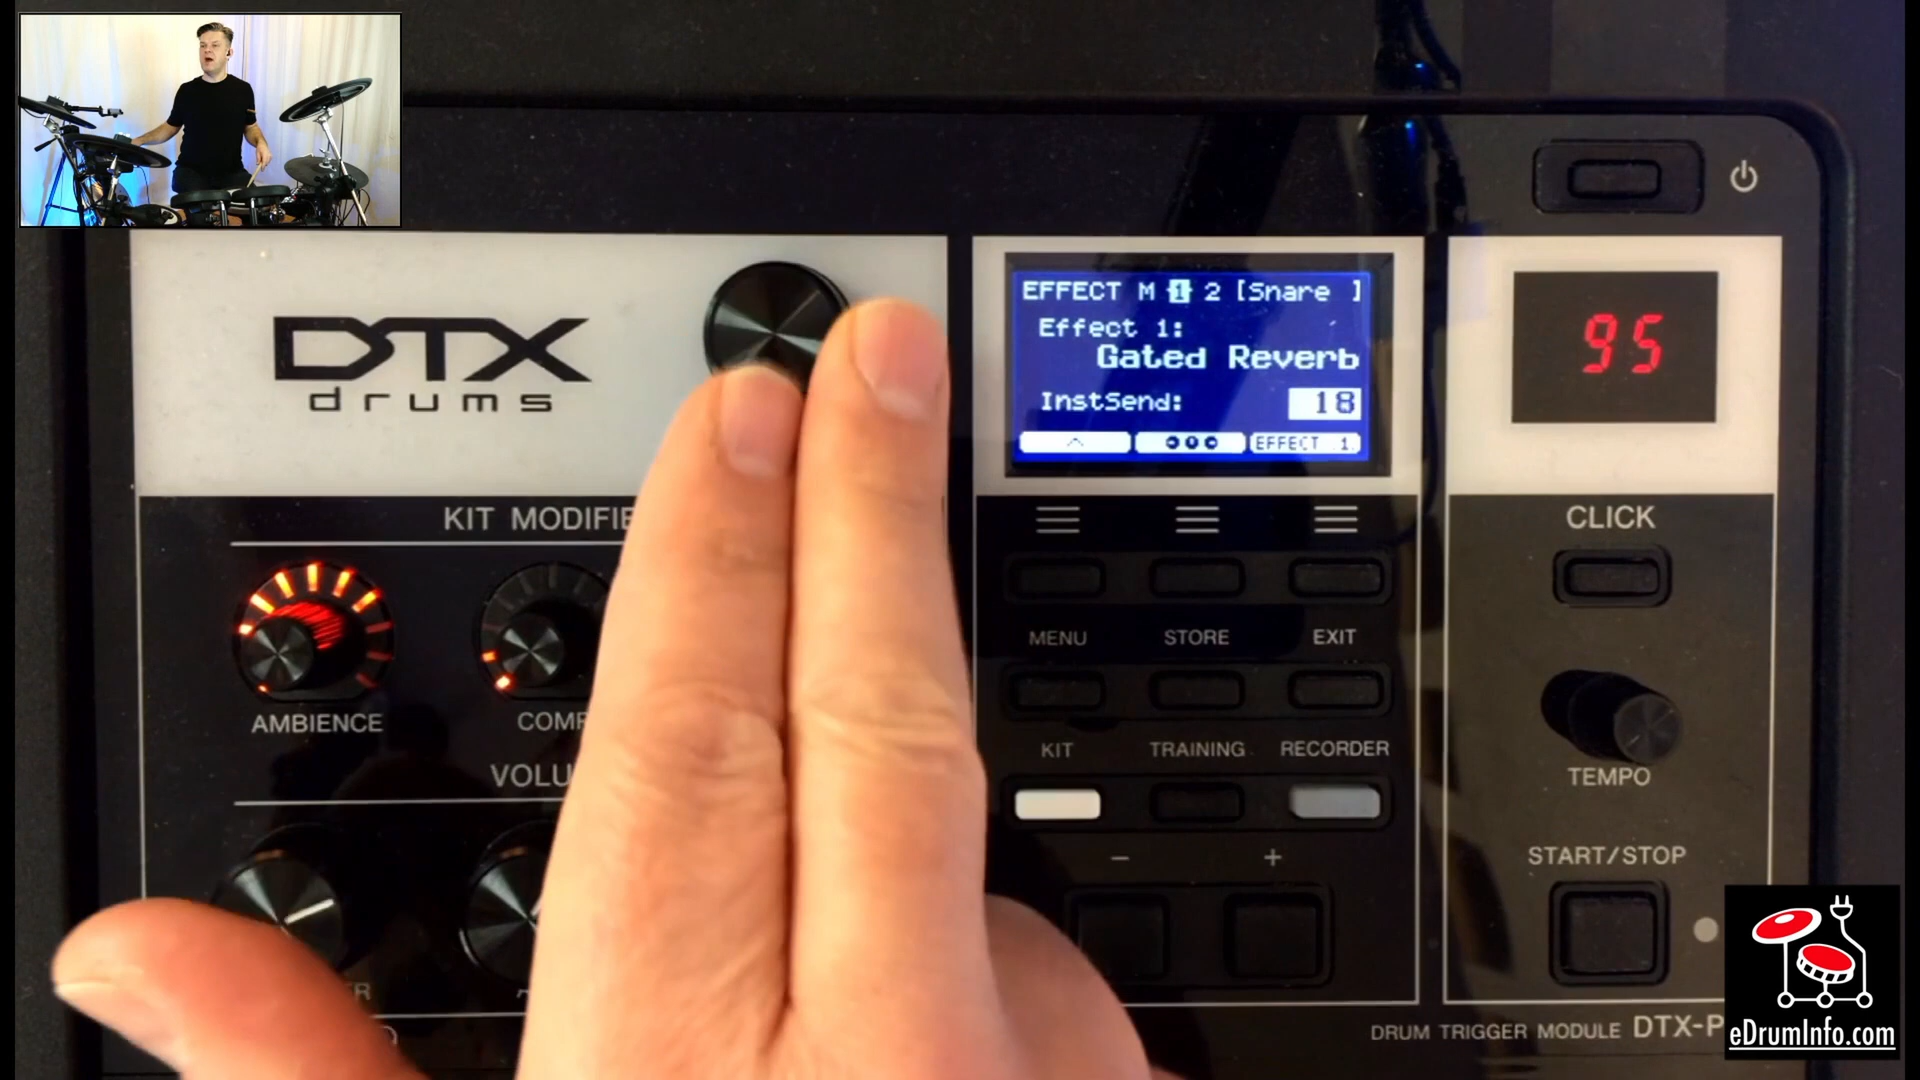 EFFECT M 1 2 [Snare ]
Effect 1:
Gated Reverb
InstSend: 18
EFFECT 1
95
DTX
drums
KIT MODIFIE
CLICK
MENU STORE EXIT
AMBIENCE
COMP
TEMPO
KIT TRAINING RECORDER
VOLU
− +
START/STOP
DRUM TRIGGER MODULE DTX-P
eDrumInfo.com